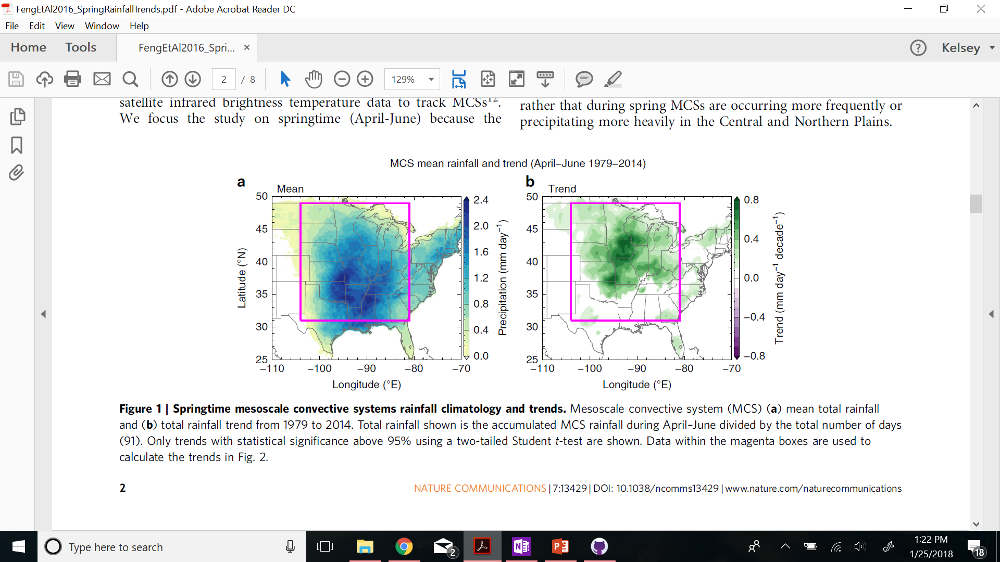 FengEtAl2016_SpringRainfallTrends.pdf - Adobe Acrobat Reader DC
File Edit View Window Help
Home Tools FengEtAl2016_Spri... × ? Kelsey
2 / 8 129%
satellite infrared brightness temperature data to track MCSs¹².
We focus the study on springtime (April-June) because the
rather that during spring MCSs are occurring more frequently or
precipitating more heavily in the Central and Northern Plains.
MCS mean rainfall and trend (April–June 1979–2014)
a Mean
50
45
40
35
30
25
Latitude (°N)
−110 −100 −90 −80 −70
Longitude (°E)
2.4
2.0
1.6
1.2
0.8
0.4
0.0
Precipitation (mm day⁻¹)
b Trend
50
45
40
35
30
25
−110 −100 −90 −80 −70
Longitude (°E)
0.8
0.4
0.0
−0.4
−0.8
Trend (mm day⁻¹ decade⁻¹)
Figure 1 | Springtime mesoscale convective systems rainfall climatology and trends. Mesoscale convective system (MCS) (a) mean total rainfall
and (b) total rainfall trend from 1979 to 2014. Total rainfall shown is the accumulated MCS rainfall during April–June divided by the total number of days
(91). Only trends with statistical significance above 95% using a two-tailed Student t-test are shown. Data within the magenta boxes are used to
calculate the trends in Fig. 2.
2 NATURE COMMUNICATIONS | 7:13429 | DOI: 10.1038/ncomms13429 | www.nature.com/naturecommunications
Type here to search
2
N
P
1:22 PM
1/25/2018
18